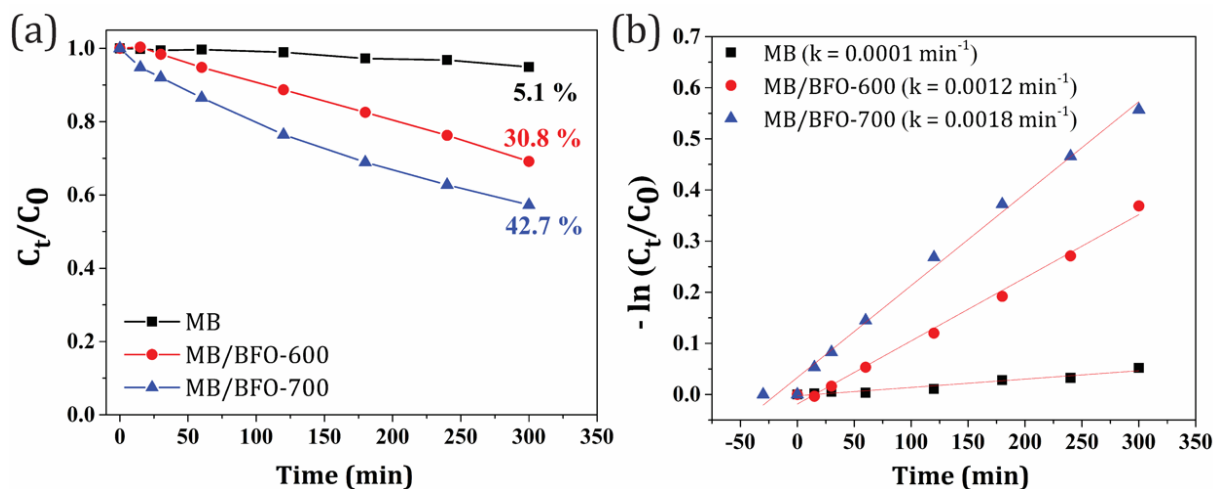 (a)
1.0
0.8
0.6
0.4
0.2
0.0
C_t/C_0
5.1 %
30.8 %
42.7 %
MB
MB/BFO-600
MB/BFO-700
0 50 100 150 200 250 300
Time (min)
(b)
0.7
0.6
0.5
0.4
0.3
0.2
0.1
0.0
- ln (C_t/C_0)
MB (k = 0.0001 min⁻¹)
MB/BFO-600 (k = 0.0012 min⁻¹)
MB/BFO-700 (k = 0.0018 min⁻¹)
-50 0 50 100 150 200 250 300
Time (min)